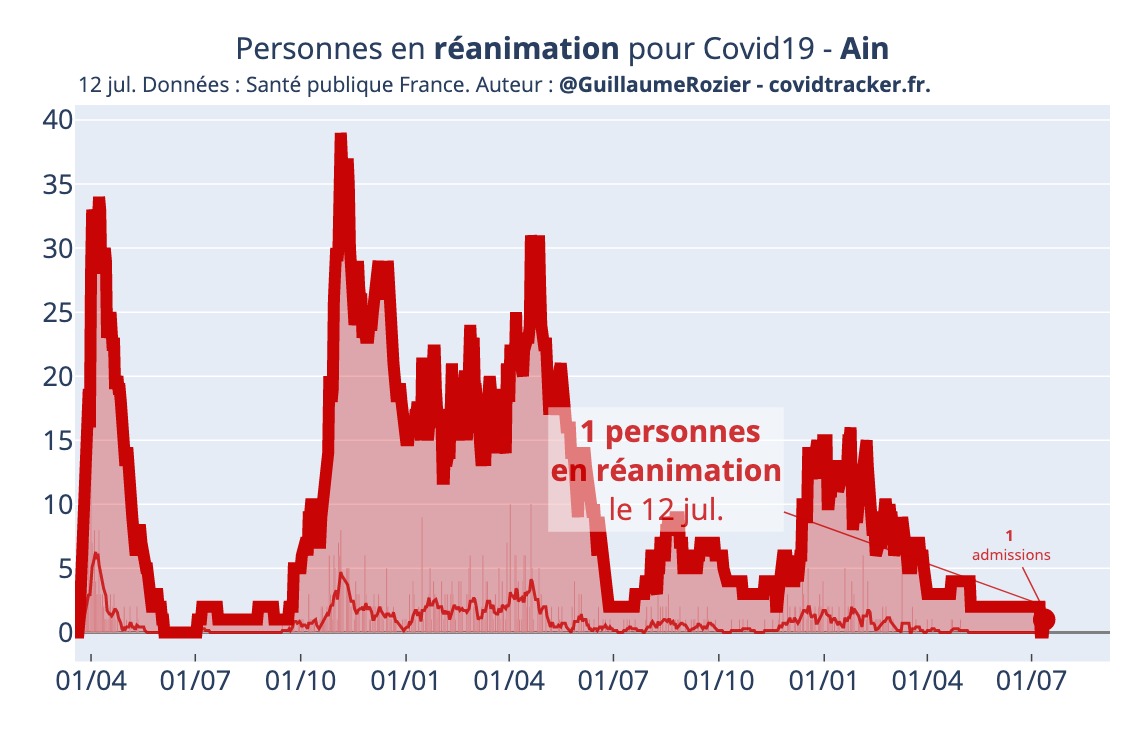 Personnes en réanimation pour Covid19 - Ain
12 jul. Données : Santé publique France. Auteur : @GuillaumeRozier - covidtracker.fr.
40
35
30
25
20
15
10
5
0
1 personnes
en réanimation
le 12 jul.
1
admissions
01/04 01/07 01/10 01/01 01/04 01/07 01/10 01/01 01/04 01/07